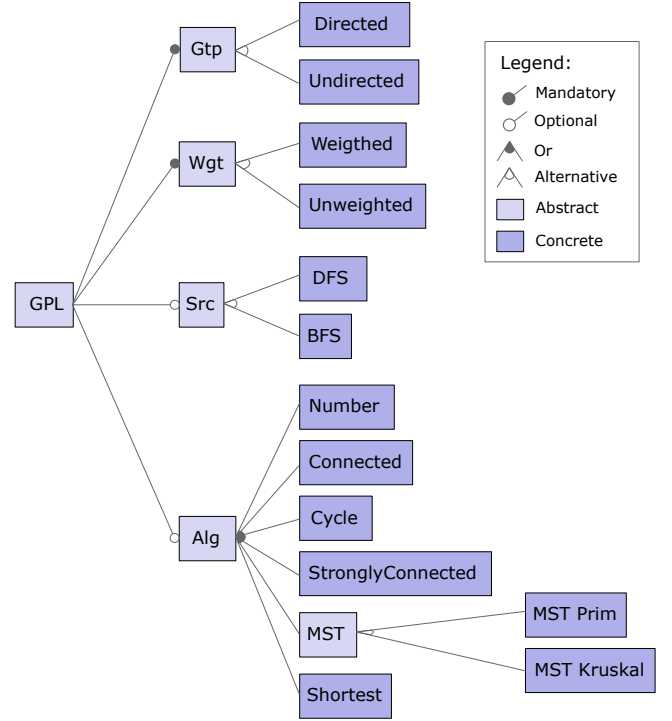 Directed
Gtp
Undirected
Weigthed
Wgt
Unweighted
DFS
GPL
Src
BFS
Number
Connected
Cycle
Alg
StronglyConnected
MST Prim
MST
MST Kruskal
Shortest
Legend:
Mandatory
Optional
Or
Alternative
Abstract
Concrete